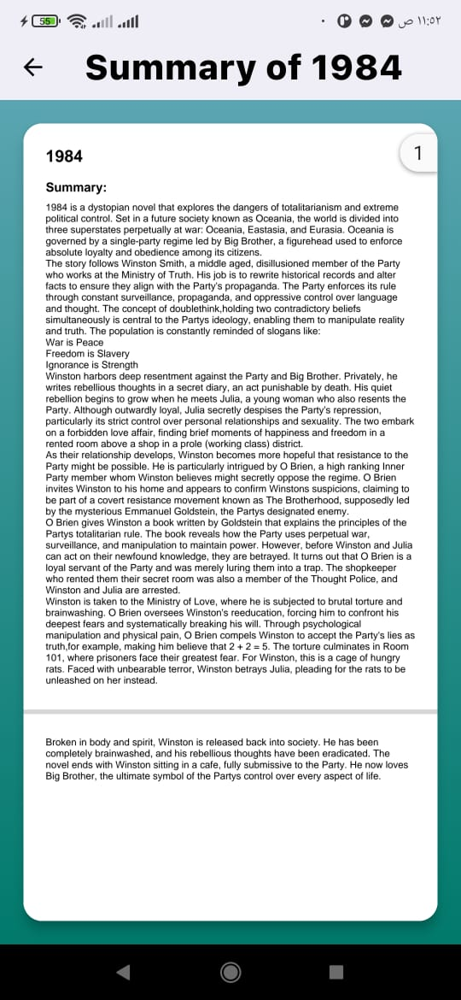 55
١١:٥٢ ص
Summary of 1984
1
1984
Summary:
1984 is a dystopian novel that explores the dangers of totalitarianism and extreme
political control. Set in a future society known as Oceania, the world is divided into
three superstates perpetually at war: Oceania, Eastasia, and Eurasia. Oceania is
governed by a single-party regime led by Big Brother, a figurehead used to enforce
absolute loyalty and obedience among its citizens.
The story follows Winston Smith, a middle aged, disillusioned member of the Party
who works at the Ministry of Truth. His job is to rewrite historical records and alter
facts to ensure they align with the Party's propaganda. The Party enforces its rule
through constant surveillance, propaganda, and oppressive control over language
and thought. The concept of doublethink,holding two contradictory beliefs
simultaneously is central to the Partys ideology, enabling them to manipulate reality
and truth. The population is constantly reminded of slogans like:
War is Peace
Freedom is Slavery
Ignorance is Strength
Winston harbors deep resentment against the Party and Big Brother. Privately, he
writes rebellious thoughts in a secret diary, an act punishable by death. His quiet
rebellion begins to grow when he meets Julia, a young woman who also resents the
Party. Although outwardly loyal, Julia secretly despises the Party's repression,
particularly its strict control over personal relationships and sexuality. The two embark
on a forbidden love affair, finding brief moments of happiness and freedom in a
rented room above a shop in a prole (working class) district.
As their relationship develops, Winston becomes more hopeful that resistance to the
Party might be possible. He is particularly intrigued by O Brien, a high ranking Inner
Party member whom Winston believes might secretly oppose the regime. O Brien
invites Winston to his home and appears to confirm Winstons suspicions, claiming to
be part of a covert resistance movement known as The Brotherhood, supposedly led
by the mysterious Emmanuel Goldstein, the Partys designated enemy.
O Brien gives Winston a book written by Goldstein that explains the principles of the
Partys totalitarian rule. The book reveals how the Party uses perpetual war,
surveillance, and manipulation to maintain power. However, before Winston and Julia
can act on their newfound knowledge, they are betrayed. It turns out that O Brien is a
loyal servant of the Party and was merely luring them into a trap. The shopkeeper
who rented them their secret room was also a member of the Thought Police, and
Winston and Julia are arrested.
Winston is taken to the Ministry of Love, where he is subjected to brutal torture and
brainwashing. O Brien oversees Winston's reeducation, forcing him to confront his
deepest fears and systematically breaking his will. Through psychological
manipulation and physical pain, O Brien compels Winston to accept the Party's lies as
truth,for example, making him believe that 2 + 2 = 5. The torture culminates in Room
101, where prisoners face their greatest fear. For Winston, this is a cage of hungry
rats. Faced with unbearable terror, Winston betrays Julia, pleading for the rats to be
unleashed on her instead.
Broken in body and spirit, Winston is released back into society. He has been
completely brainwashed, and his rebellious thoughts have been eradicated. The
novel ends with Winston sitting in a cafe, fully submissive to the Party. He now loves
Big Brother, the ultimate symbol of the Partys control over every aspect of life.